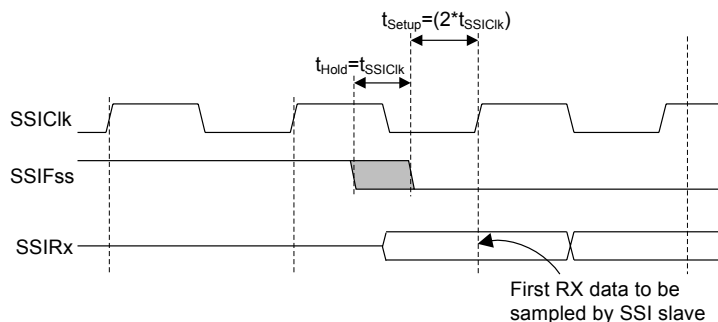 tSetup=(2*tSSIClk)
tHold=tSSIClk
SSIClk
SSIFss
SSIRx
First RX data to be
sampled by SSI slave